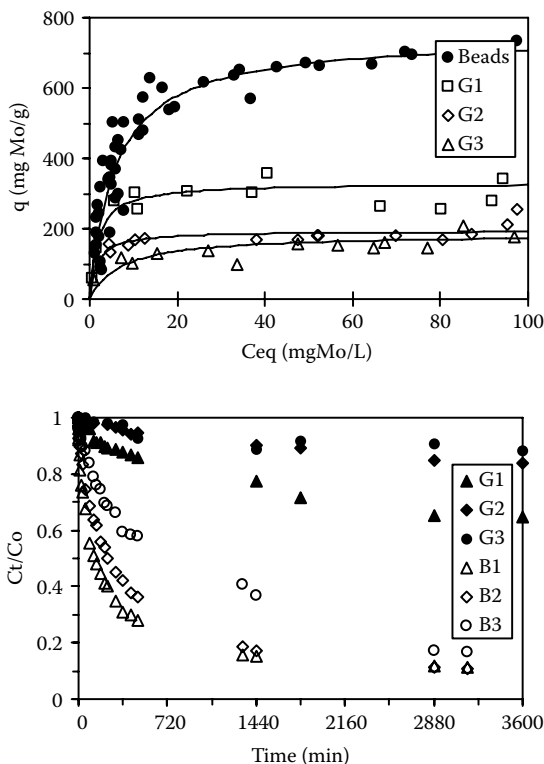 800
600
400
200
0
q (mg Mo/g)
Beads
G1
G2
G3
0 20 40 60 80 100
Ceq (mgMo/L)
1
0.8
0.6
0.4
0.2
0
Ct/Co
G1
G2
G3
B1
B2
B3
0 720 1440 2160 2880 3600
Time (min)